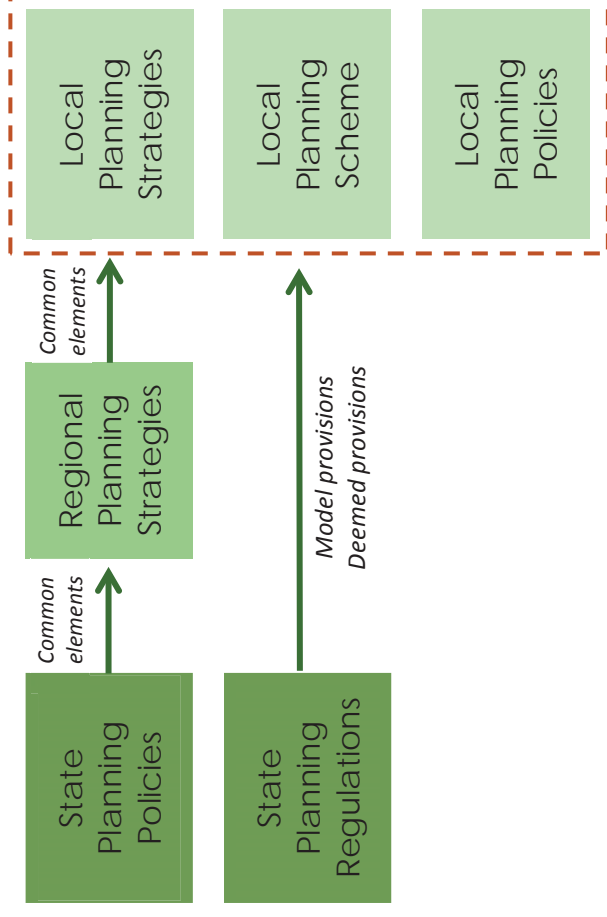 State
Planning
Policies
Common
elements
Regional
Planning
Strategies
Common
elements
Local
Planning
Strategies
State
Planning
Regulations
Model provisions
Deemed provisions
Local
Planning
Scheme
Local
Planning
Policies